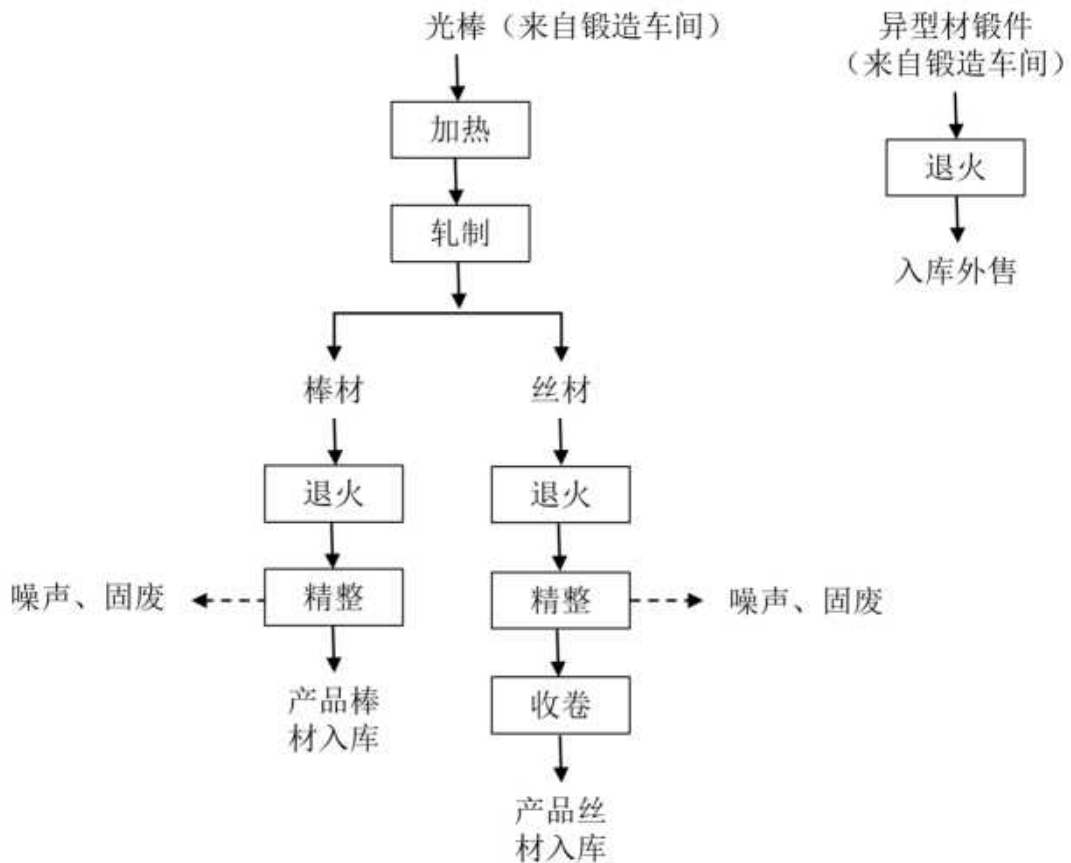 光棒（来自锻造车间）
加热
轧制
棒材
丝材
退火
退火
噪声、固废
精整
精整
噪声、固废
产品棒
材入库
收卷
产品丝
材入库
异型材锻件
（来自锻造车间）
退火
入库外售